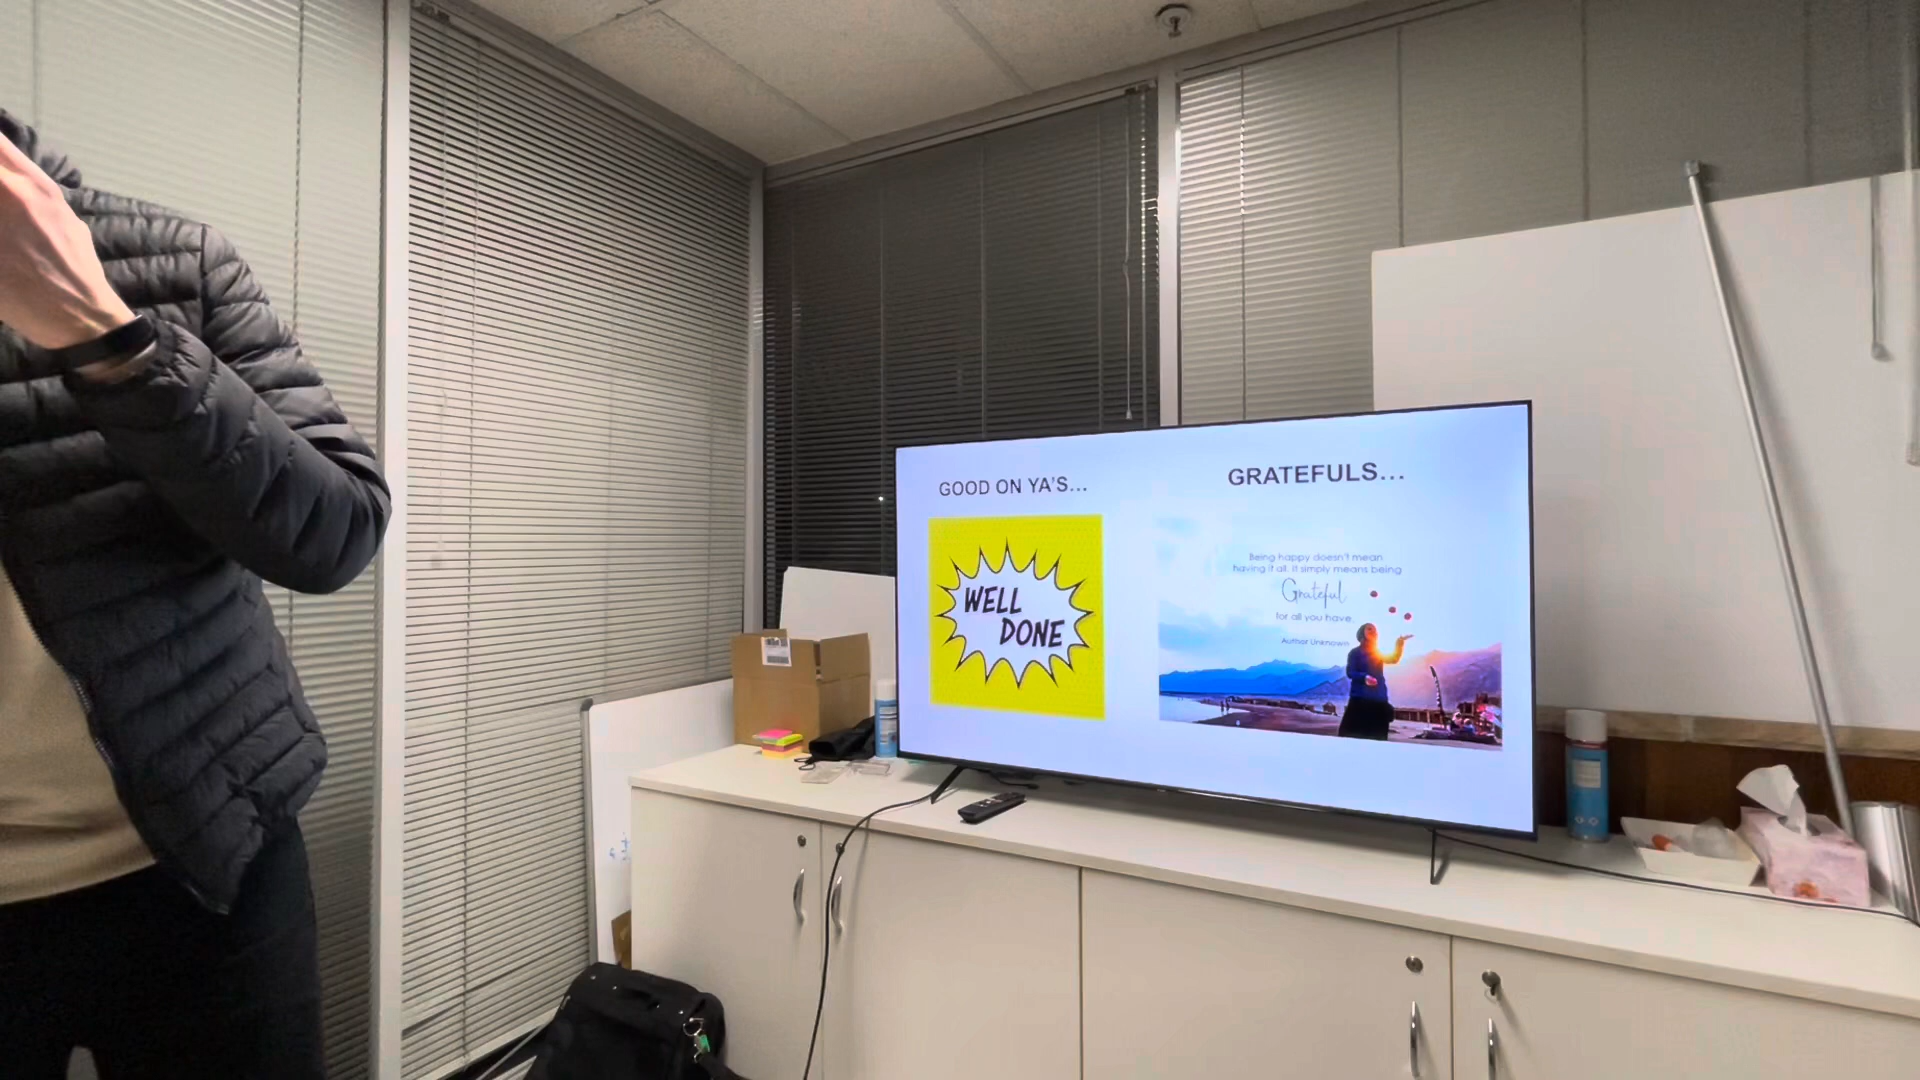 GOOD ON YA'S...
WELL
DONE
GRATEFULS...
Being happy doesn't mean
having it all. It simply means being
Grateful
for all you have.
Author Unknown